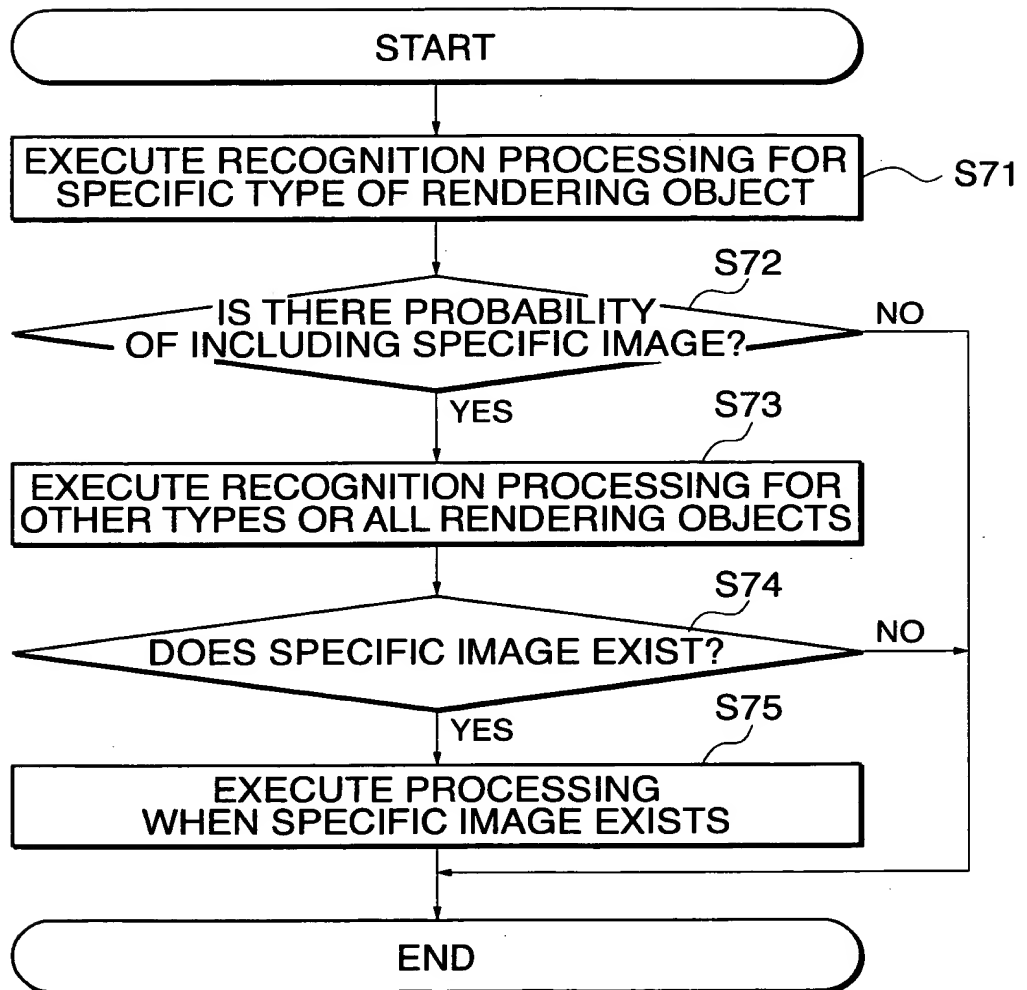 START
EXECUTE RECOGNITION PROCESSING FOR
SPECIFIC TYPE OF RENDERING OBJECT
S71
S72
IS THERE PROBABILITY
OF INCLUDING SPECIFIC IMAGE?
NO
YES
S73
EXECUTE RECOGNITION PROCESSING FOR
OTHER TYPES OR ALL RENDERING OBJECTS
S74
DOES SPECIFIC IMAGE EXIST?
NO
YES
S75
EXECUTE PROCESSING
WHEN SPECIFIC IMAGE EXISTS
END